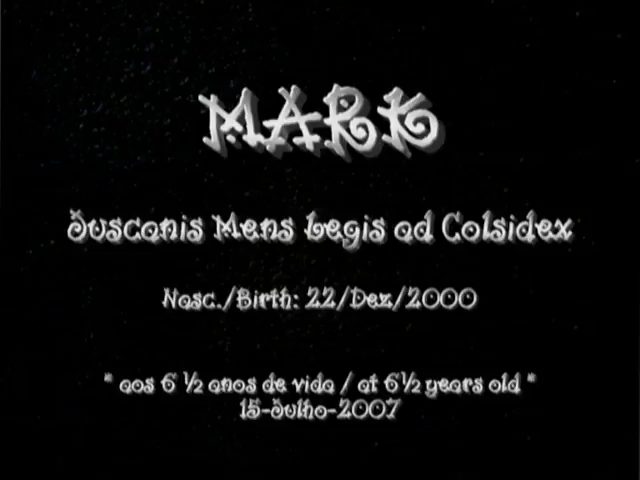 MARK
Jusconis Mens Legis ad Colsidex
Nasc./Birth: 22/Dez/2000
" aos 6 ½ anos de vida / at 6½ years old "
15-Julho-2007